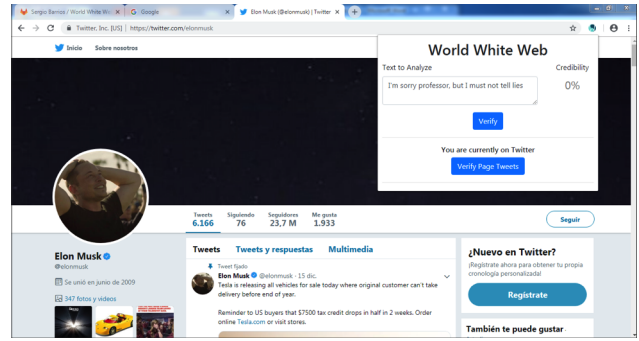 Sergio Barros / World White We
Google
Elon Musk (@elonmusk) | Twitter
Twitter, Inc. [US] | https://twitter.com/elonmusk
Inicio Sobre nosotros
World White Web
Text to Analyze Credibility
I'm sorry professor, but I must not tell lies
0%
Verify
You are currently on Twitter
Verify Page Tweets
Tweets Siguiendo Seguidores Me gusta
6.166 76 23,7 M 1.933
Seguir
Elon Musk
@elonmusk
Se unió en junio de 2009
347 fotos y videos
Tweets Tweets y respuestas Multimedia
Tweet fijado
Elon Musk @elonmusk · 15 dic.
Tesla is releasing all vehicles for sale today where original customer can't take
delivery before end of year.
Reminder to US buyers that $7500 tax credit drops in half in 2 weeks. Order
online Tesla.com or visit stores.
¿Nuevo en Twitter?
¡Regístrate ahora para obtener tu propia
cronología personalizada!
Regístrate
También te puede gustar